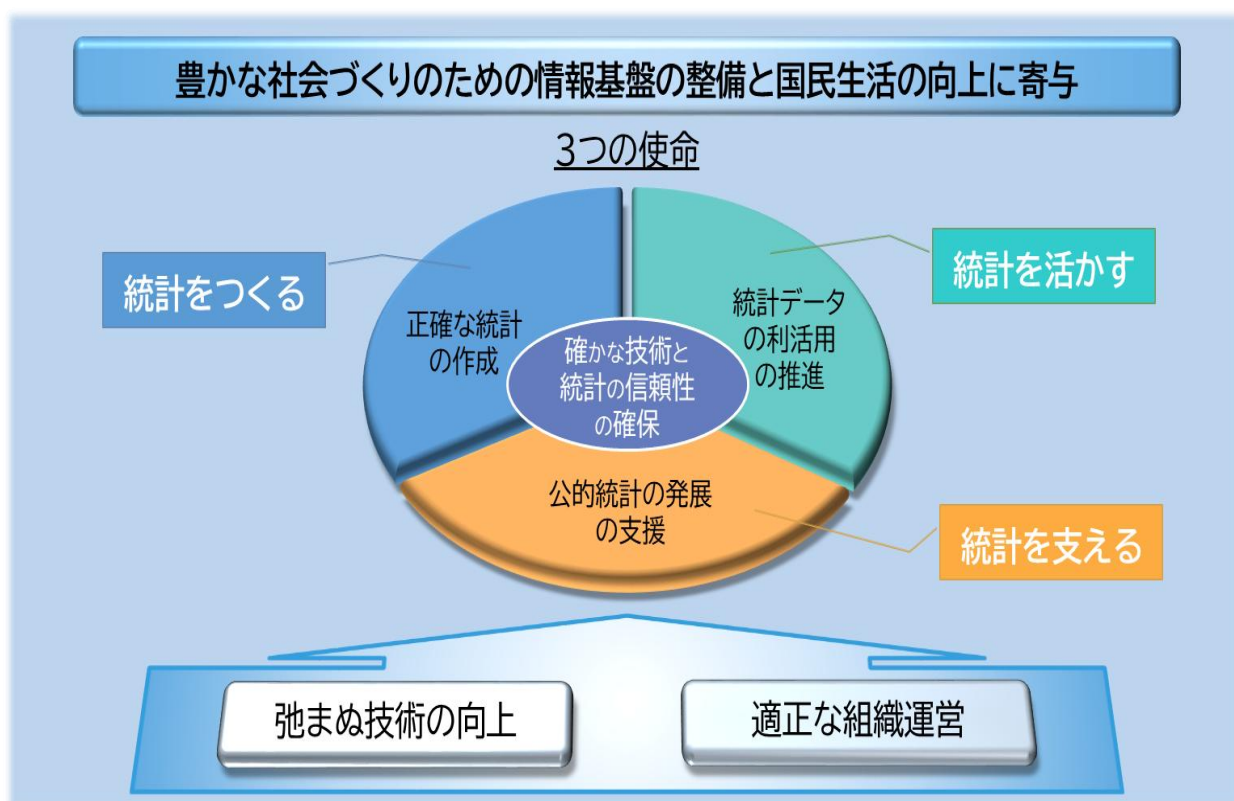 豊かな社会づくりのための情報基盤の整備と国民生活の向上に寄与
3つの使命
統計をつくる
正確な統計
の作成
統計を活かす
統計データ
の利活用
の推進
確かな技術と
統計の信頼性
の確保
公的統計の発展
の支援
統計を支える
弛まぬ技術の向上
適正な組織運営